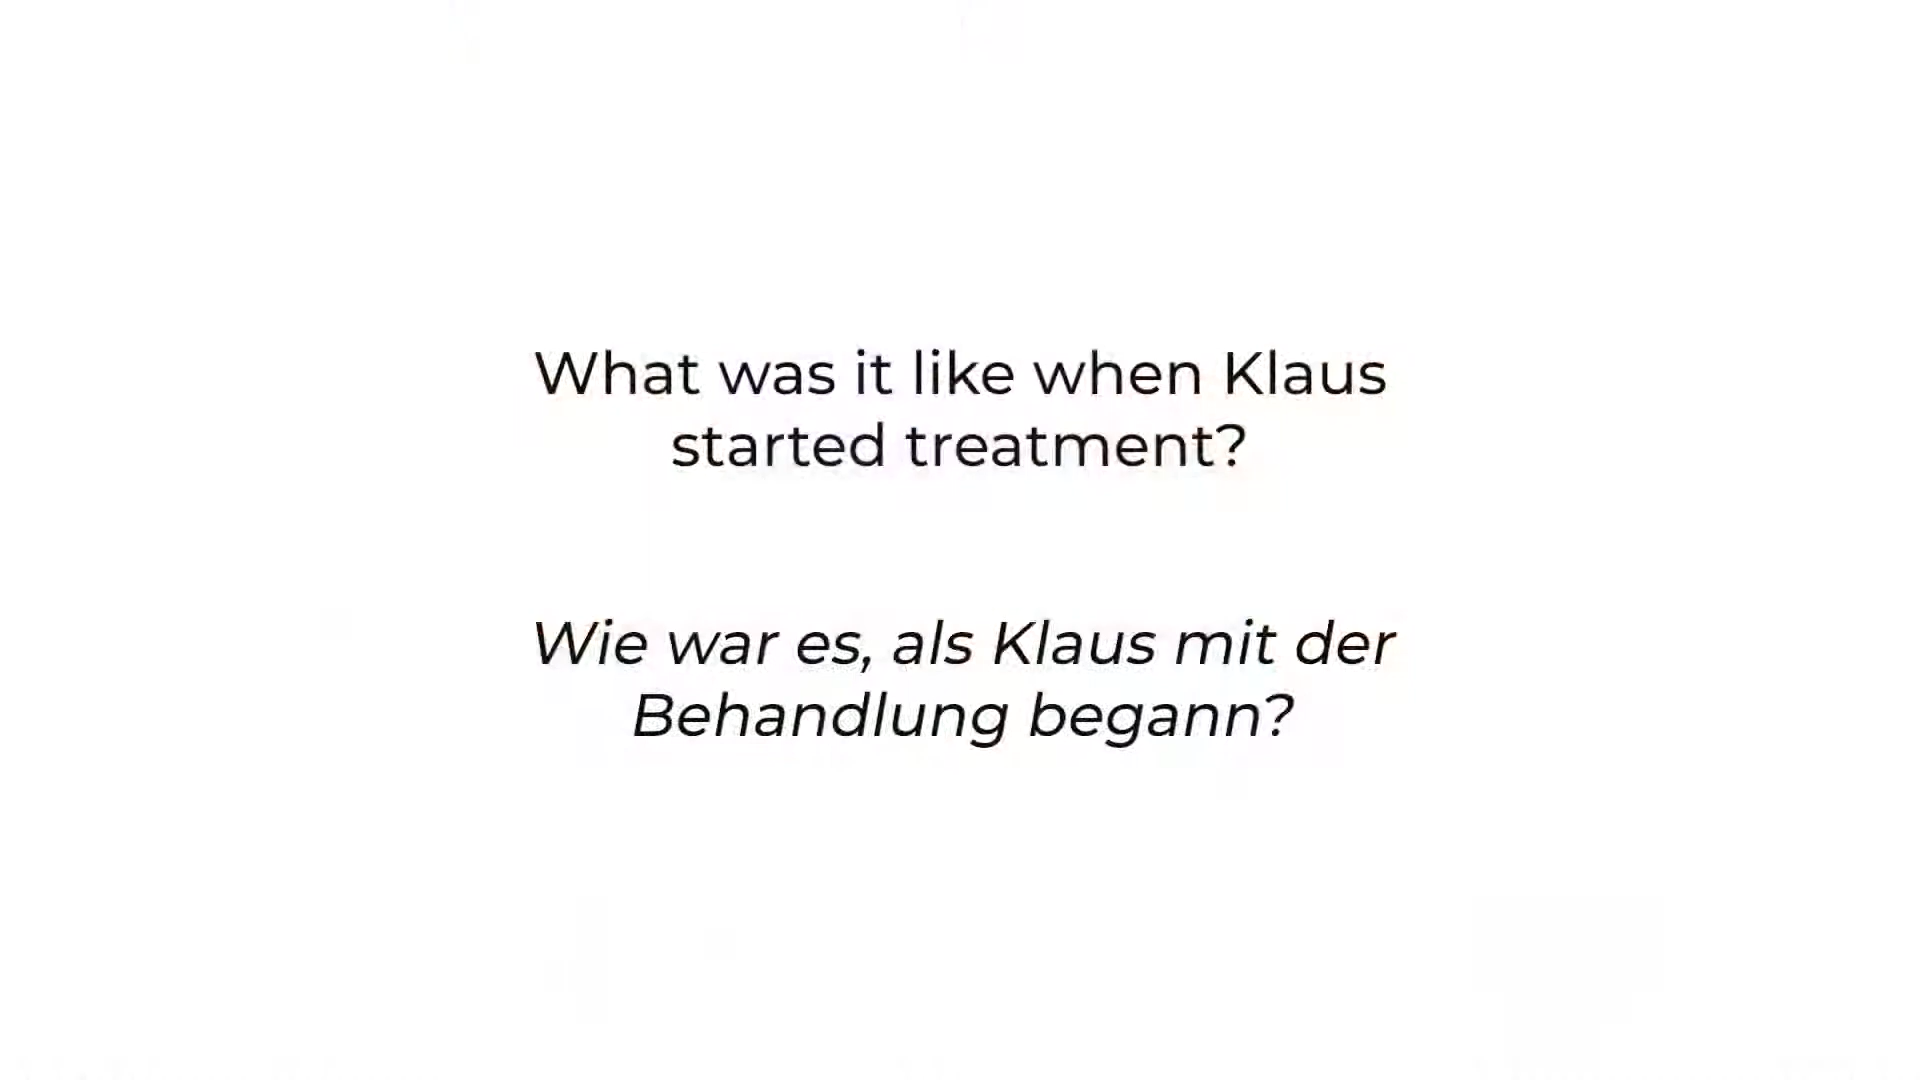 What was it like when Klaus
started treatment?
Wie war es, als Klaus mit der
Behandlung begann?